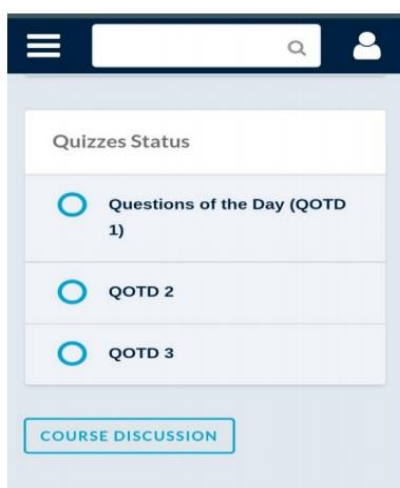 Quizzes Status
Questions of the Day (QOTD
1)
QOTD 2
QOTD 3
COURSE DISCUSSION